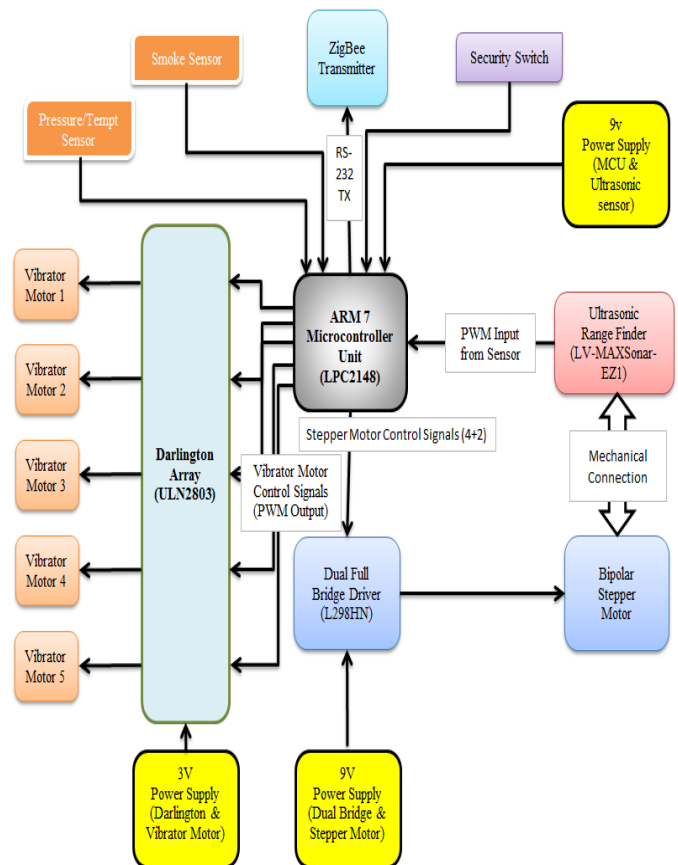 Smoke Sensor
ZigBee
Transmitter
Security Switch
Pressure/Tempt
Sensor
9v
Power Supply
(MCU &
Ultrasonic
sensor)
RS-
232
TX
Vibrator
Motor 1
Vibrator
Motor 2
Vibrator
Motor 3
Vibrator
Motor 4
Vibrator
Motor 5
Darlington
Array
(ULN2803)
ARM 7
Microcontroller
Unit
(LPC2148)
PWM Input
from Sensor
Ultrasonic
Range Finder
(LV-MAXSonar-
EZ1)
Stepper Motor Control Signals (4+2)
Vibrator Motor
Control Signals
(PWM Output)
Mechanical
Connection
Dual Full
Bridge Driver
(L298HN)
Bipolar
Stepper
Motor
3V
Power Supply
(Darlington &
Vibrator Motor)
9V
Power Supply
(Dual Bridge &
Stepper Motor)